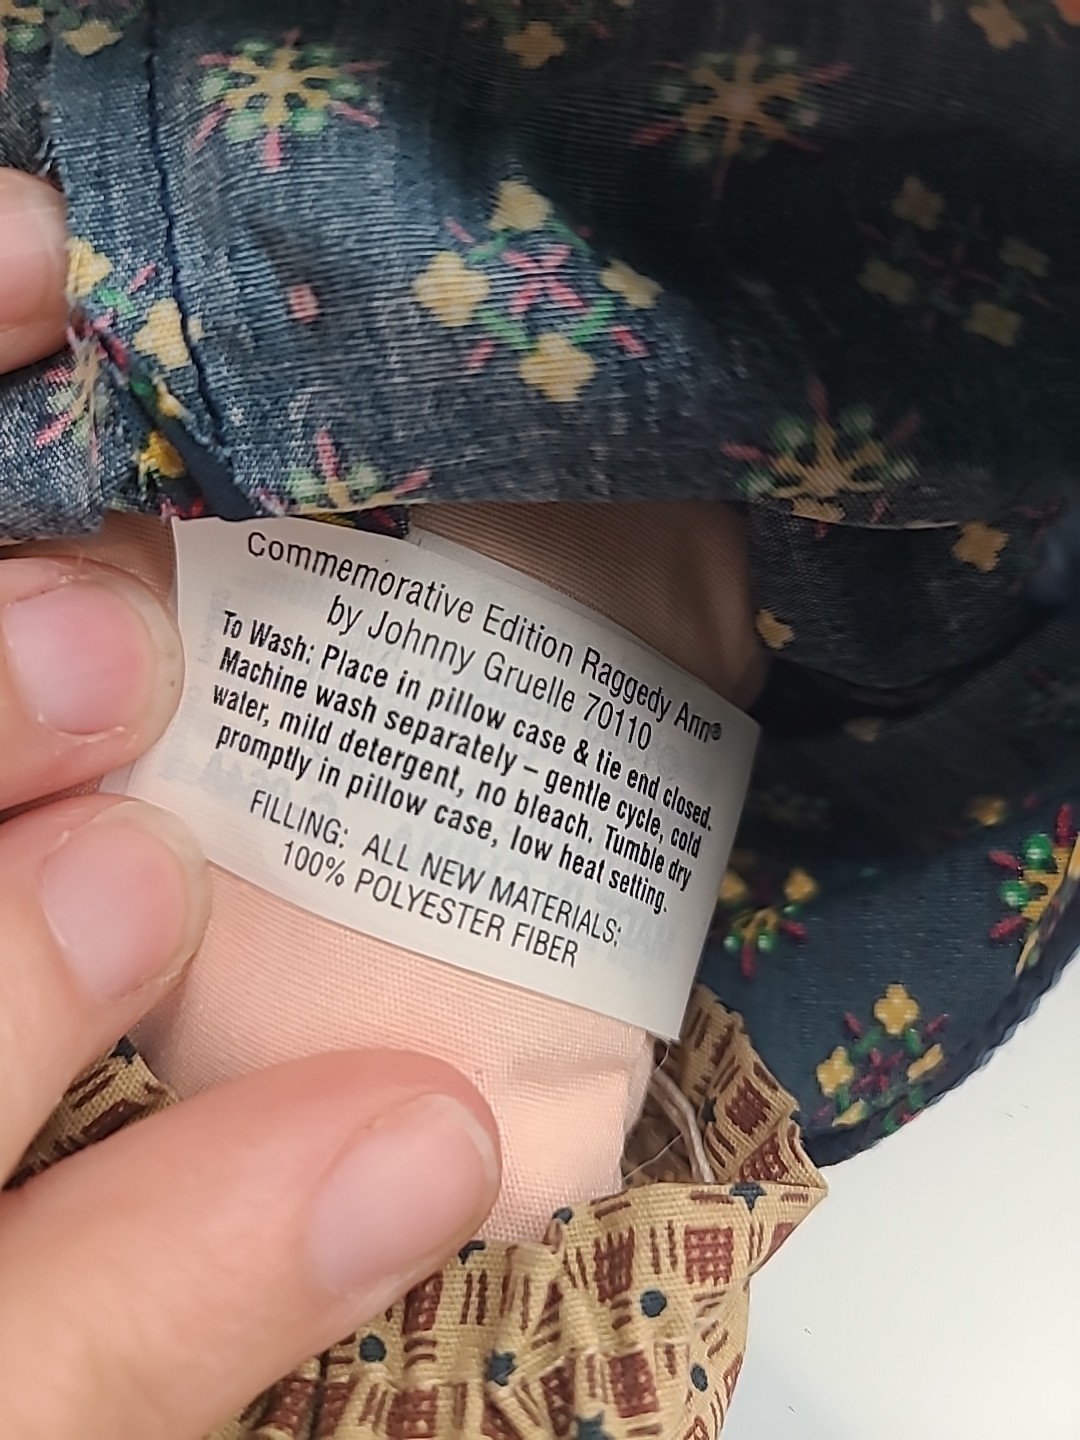 Commemorative Edition Raggedy Ann®
by Johnny Gruelle 70110
To Wash: Place in pillow case & tie end closed.
Machine wash separately – gentle cycle, cold
water, mild detergent, no bleach. Tumble dry
promptly in pillow case, low heat setting.
FILLING: ALL NEW MATERIALS:
100% POLYESTER FIBER